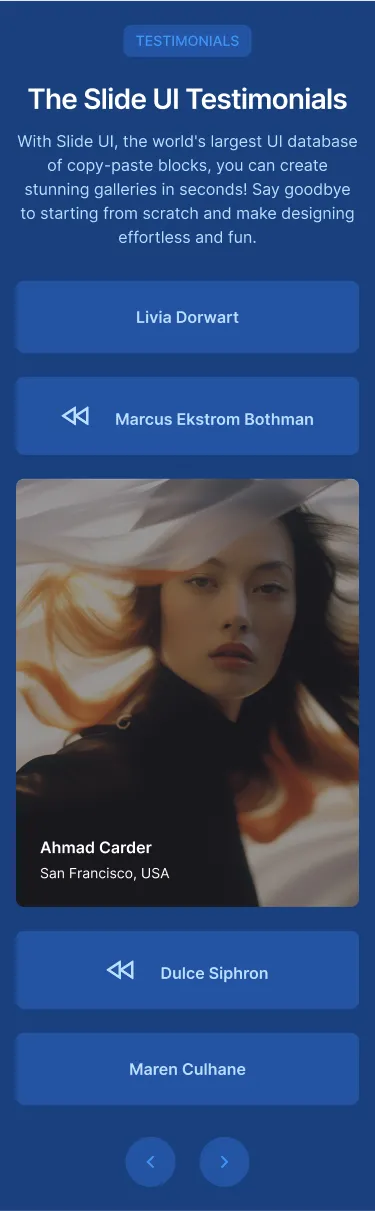 TESTIMONIALS
The Slide UI Testimonials
With Slide UI, the world's largest UI database
of copy-paste blocks, you can create
stunning galleries in seconds! Say goodbye
to starting from scratch and make designing
effortless and fun.
Livia Dorwart
Marcus Ekstrom Bothman
Ahmad Carder
San Francisco, USA
Dulce Siphron
Maren Culhane